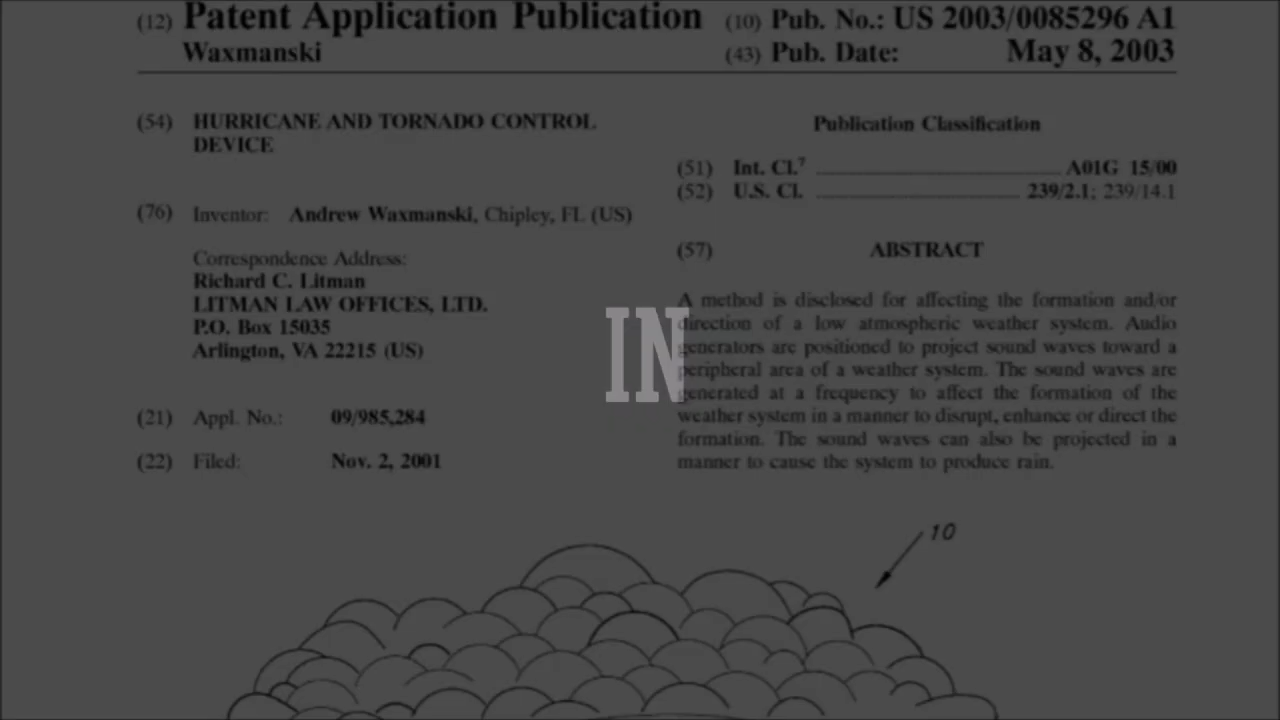 (12) Patent Application Publication
Waxmanski
(10) Pub. No.: US 2003/0085296 A1
(43) Pub. Date: May 8, 2003
(54) HURRICANE AND TORNADO CONTROL
DEVICE
(76) Inventor: Andrew Waxmanski, Chipley, FL (US)
Correspondence Address:
Richard C. Litman
LITMAN LAW OFFICES, LTD.
P.O. Box 15035
Arlington, VA 22215 (US)
(21) Appl. No.: 09/985,284
(22) Filed: Nov. 2, 2001
Publication Classification
(51) Int. Cl.7 A01G 15/00
(52) U.S. Cl. 239/2.1; 239/14.1
(57) ABSTRACT
A method is disclosed for affecting the formation and/or
direction of a low atmospheric weather system. Audio
generators are positioned to project sound waves toward a
peripheral area of a weather system. The sound waves are
generated at a frequency to affect the formation of the
weather system in a manner to disrupt, enhance or direct the
formation. The sound waves can also be projected in a
manner to cause the system to produce rain.
IN
10